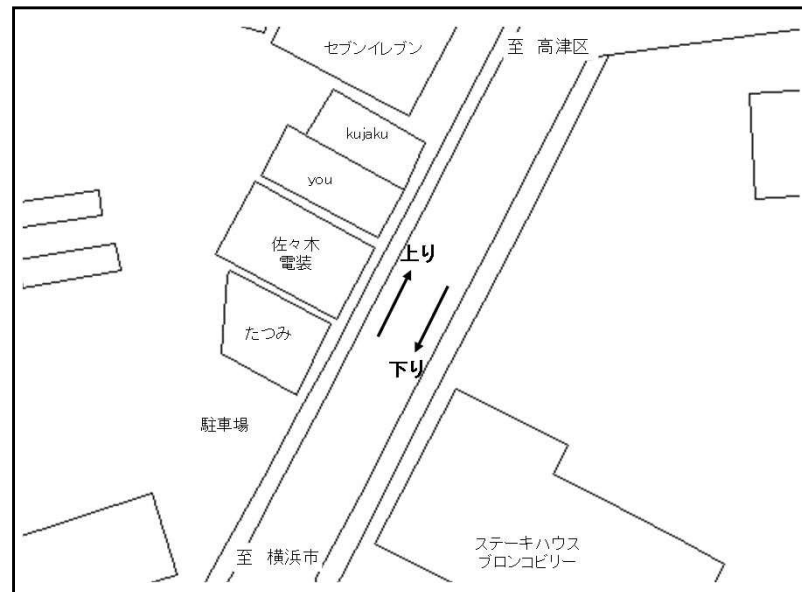 セブンイレブン
至 高津区
kujaku
you
佐々木
電装
上り
たつみ
下り
駐車場
至 横浜市
ステーキハウス
ブロンコビリー